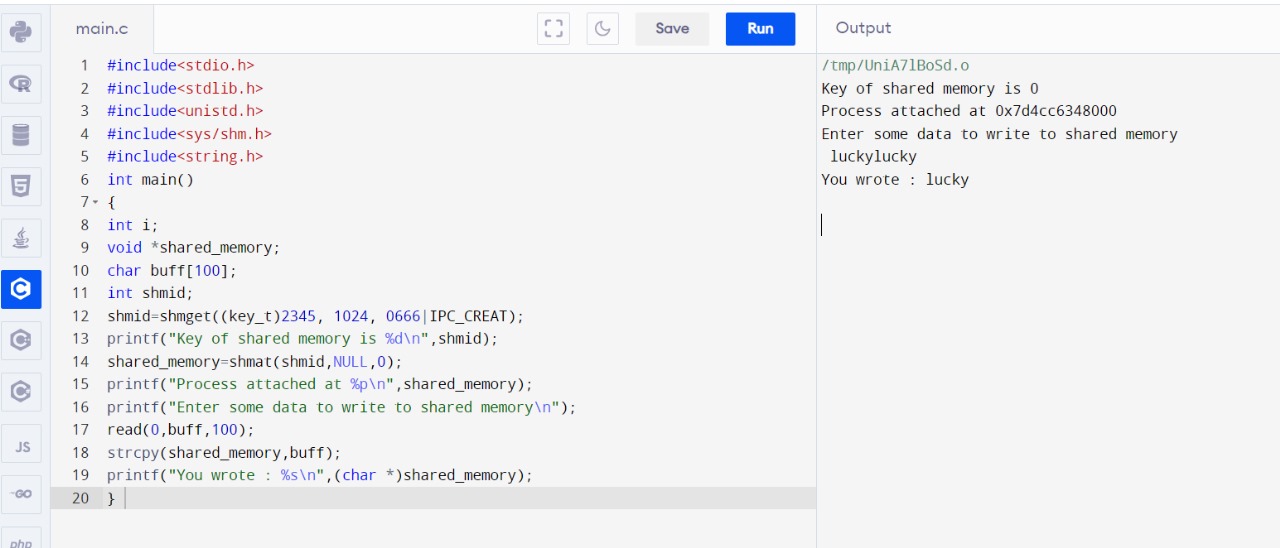 main.c
Save
Run
Output
1 #include<stdio.h>
2 #include<stdlib.h>
3 #include<unistd.h>
4 #include<sys/shm.h>
5 #include<string.h>
6 int main()
7 {
8 int i;
9 void *shared_memory;
10 char buff[100];
11 int shmid;
12 shmid=shmget((key_t)2345, 1024, 0666|IPC_CREAT);
13 printf("Key of shared memory is %d\n",shmid);
14 shared_memory=shmat(shmid,NULL,0);
15 printf("Process attached at %p\n",shared_memory);
16 printf("Enter some data to write to shared memory\n");
17 read(0,buff,100);
18 strcpy(shared_memory,buff);
19 printf("You wrote : %s\n",(char *)shared_memory);
20 }
/tmp/UniA7lBoSd.o
Key of shared memory is 0
Process attached at 0x7d4cc6348000
Enter some data to write to shared memory
luckylucky
You wrote : lucky
R
5
C
C
C
JS
GO
php